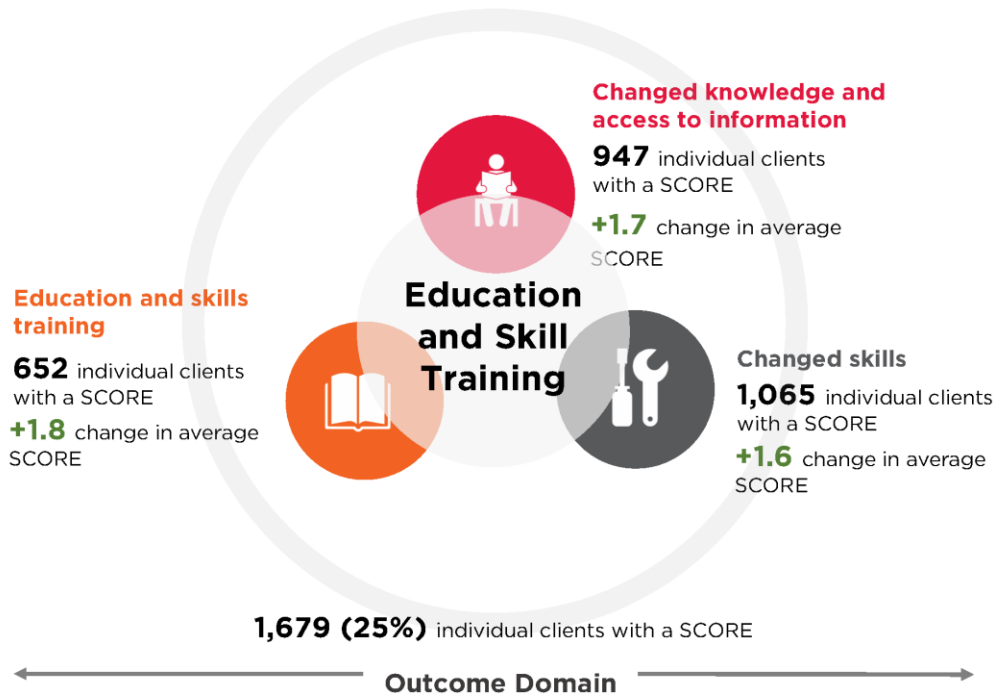 Changed knowledge and
access to information
947 individual clients
with a SCORE
+1.7 change in average
SCORE
Education
and Skill
Training
Education and skills
training
652 individual clients
with a SCORE
+1.8 change in average
SCORE
Changed skills
1,065 individual clients
with a SCORE
+1.6 change in average
SCORE
1,679 (25%) individual clients with a SCORE
Outcome Domain